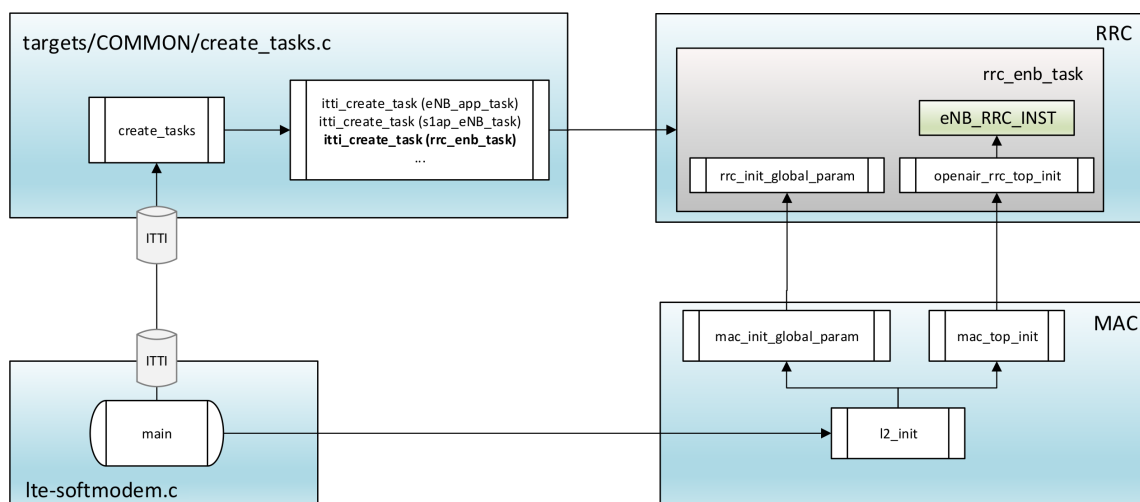 targets/COMMON/create_tasks.c
create_tasks
itti_create_task (eNB_app_task)
itti_create_task (s1ap_eNB_task)
itti_create_task (rrc_enb_task)
...
RRC
rrc_enb_task
eNB_RRC_INST
rrc_init_global_param
openair_rrc_top_init
ITTI
ITTI
MAC
mac_init_global_param
mac_top_init
main
l2_init
lte-softmodem.c